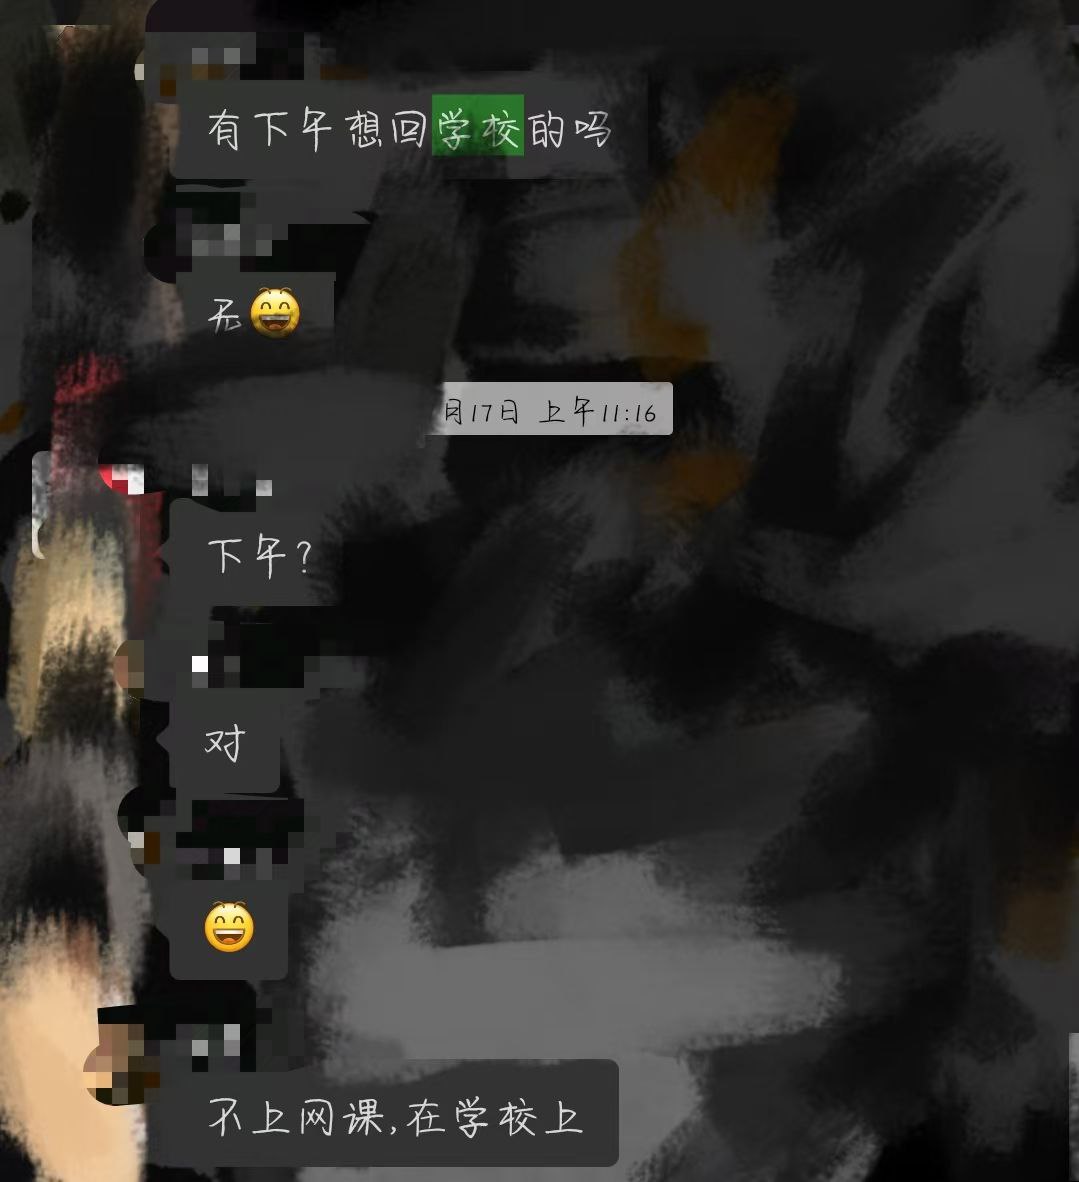 有下午想回学校的吗
无😄
月17日 上午11:16
下午?
对
😄
不上网课,在学校上